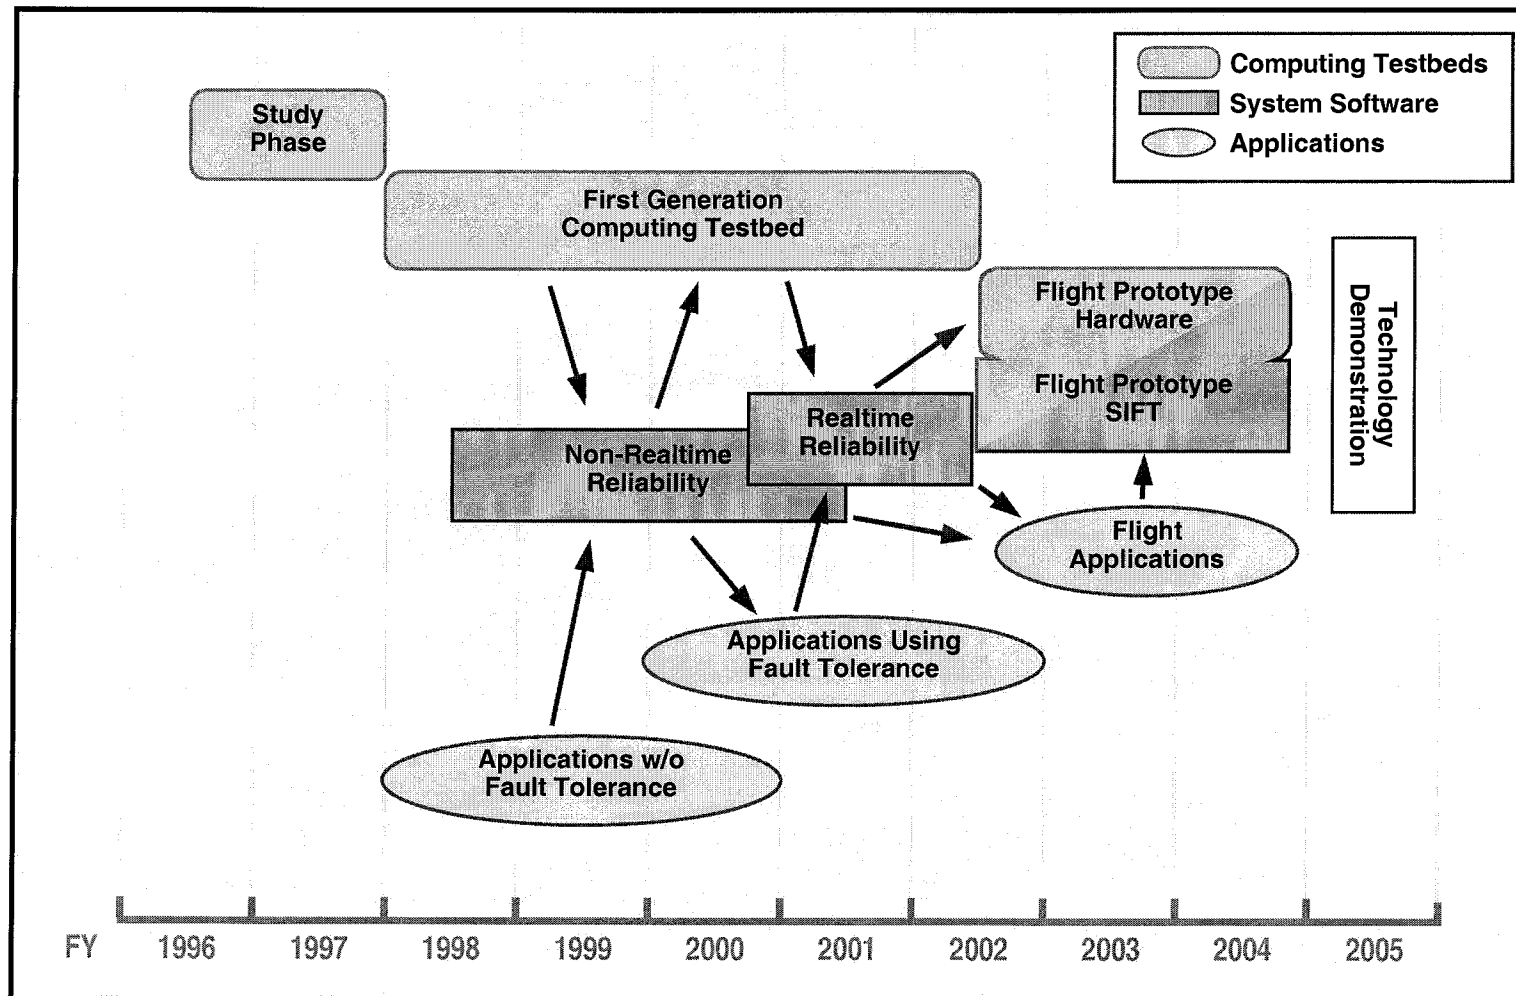 Computing Testbeds
System Software
Applications
Study
Phase
First Generation
Computing Testbed
Flight Prototype
Hardware
Flight Prototype
SIFT
Technology
Demonstration
Realtime
Reliability
Non-Realtime
Reliability
Flight
Applications
Applications Using
Fault Tolerance
Applications w/o
Fault Tolerance
FY 1996 1997 1998 1999 2000 2001 2002 2003 2004 2005